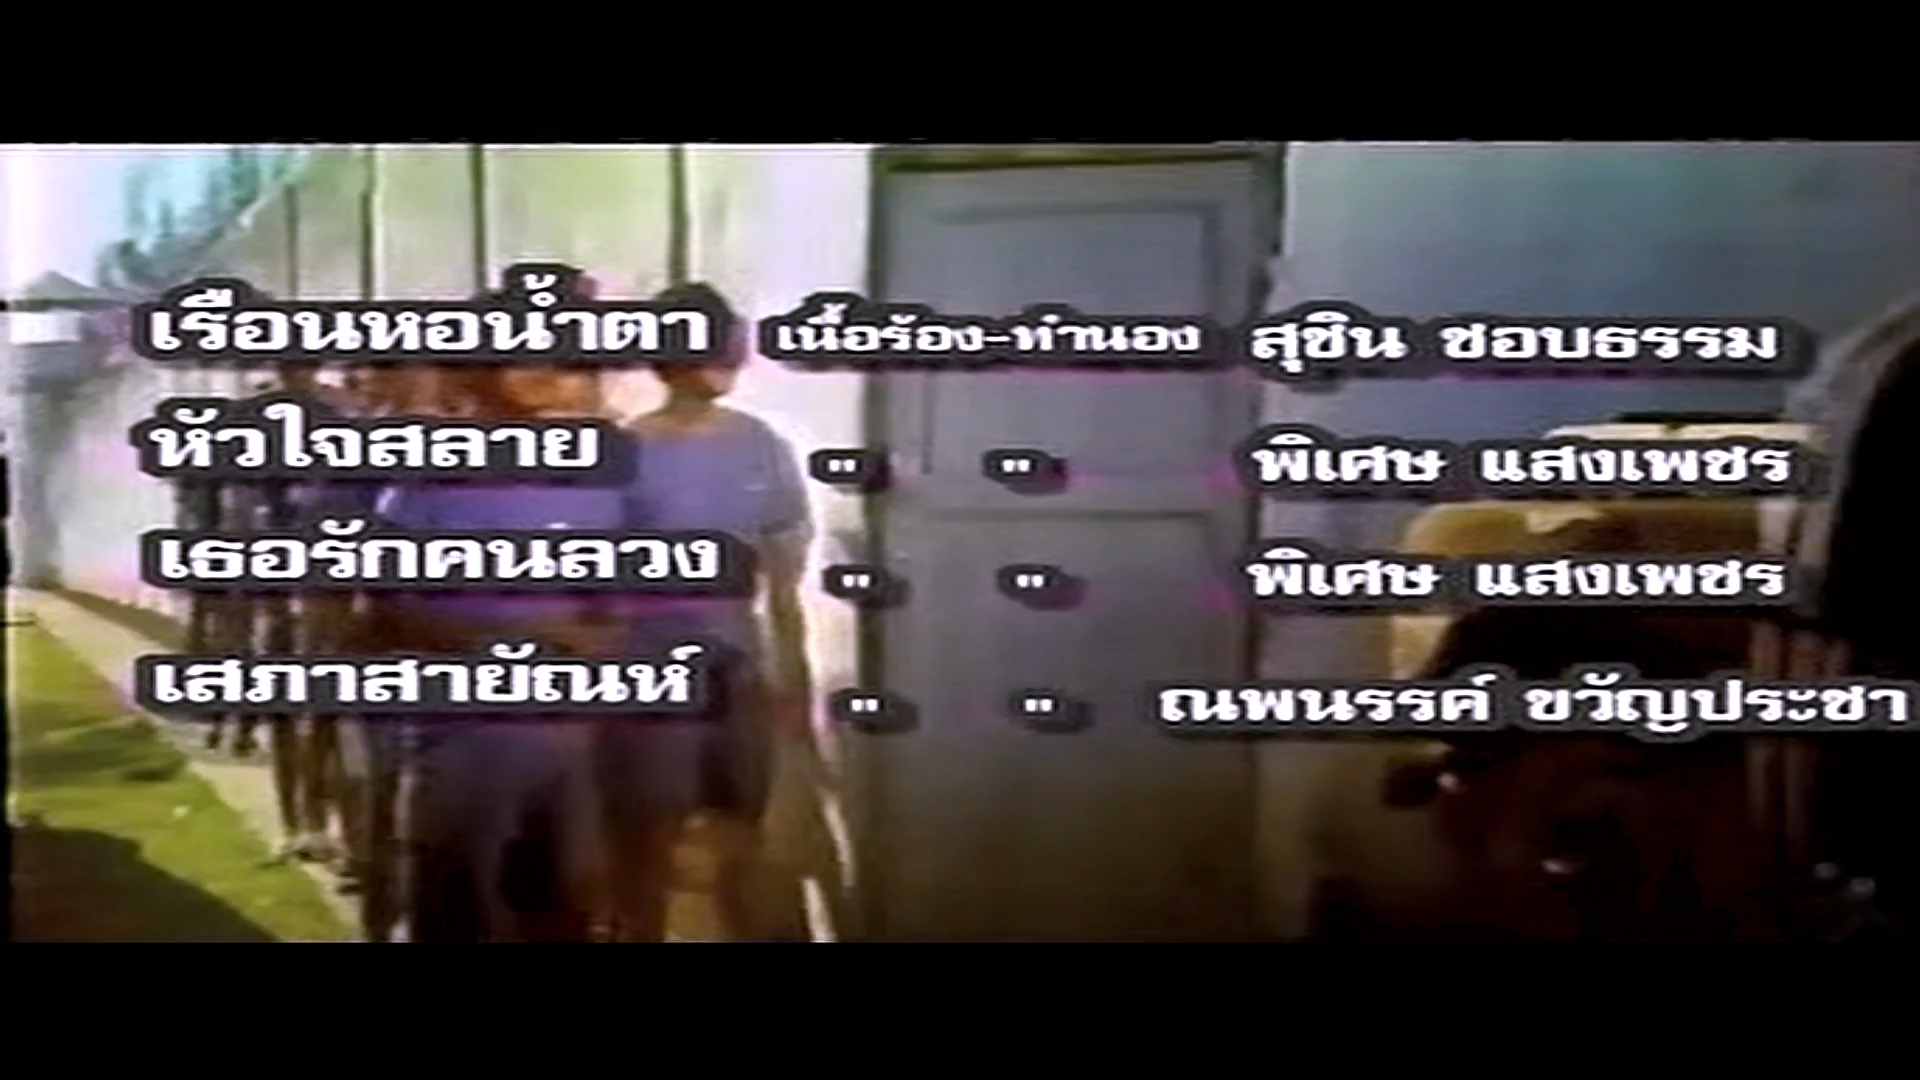 เรือนหอน้ำตา เนื้อร้อง-ทำนอง สุชิน ชอบธรรม
หัวใจสลาย " " พิเศษ แสงเพชร
เธอรักคนลวง " " พิเศษ แสงเพชร
เสภาสายัณห์ " " ณพนรรค์ ขวัญประชา